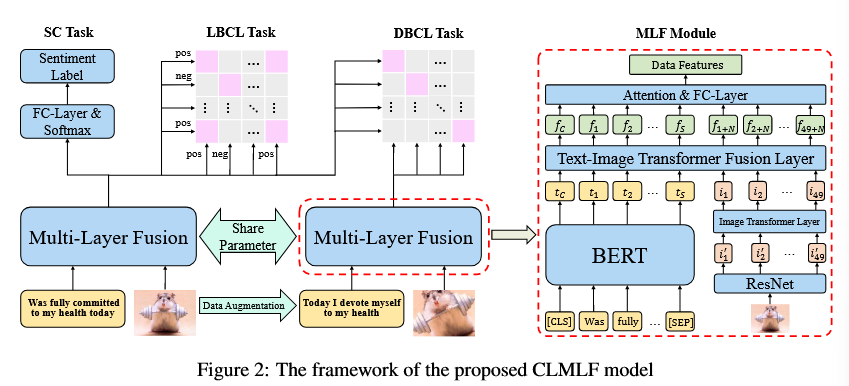 SC Task
LBCL Task
DBCL Task
MLF Module
Sentiment
Label
FC-Layer &
Softmax
pos
neg
pos
...
...
pos neg pos
...
...
Multi-Layer Fusion
Share
Parameter
Multi-Layer Fusion
Was fully committed
to my health today
Data Augmentation
Today I devote myself
to my health
Data Features
Attention & FC-Layer
f_C f_1 f_2 ... f_S f_{1+N} f_{2+N} ... f_{49+N}
Text-Image Transformer Fusion Layer
t_C t_1 t_2 ... t_S i_1 i_2 ... i_49
Image Transformer Layer
BERT
i'_1 i'_2 ... i'_49
ResNet
[CLS] Was fully ... [SEP]
Figure 2: The framework of the proposed CLMLF model